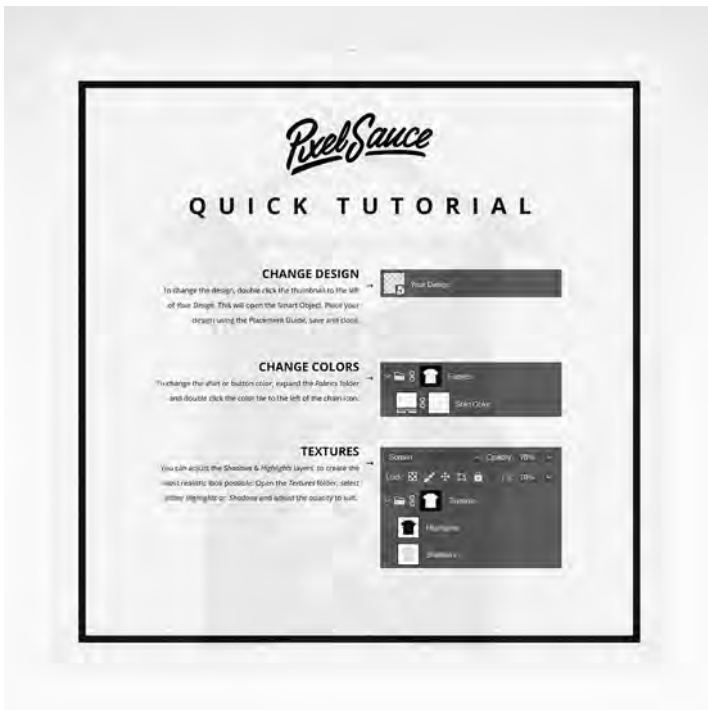 PixelSauce
QUICK TUTORIAL
CHANGE DESIGN
To change the design, double click the thumbnail to the left
of Your Design. This will open the Smart Object. Place your
design using the Placement Guide, save and close.
→
Your Design
CHANGE COLORS
To change the shirt or button color, expand the Fabrics folder
and double click the color tile to the left of the chain icon.
→
Shirt Color
TEXTURES
You can adjust the Shadows & Highlights layers, to create the
most realistic look possible. Open the Textures folder, select
either Highlights or Shadows and adjust the opacity to suit.
→
Screen Opacity: 70%
Lock: 70%
Textures
Highlights
Shadows